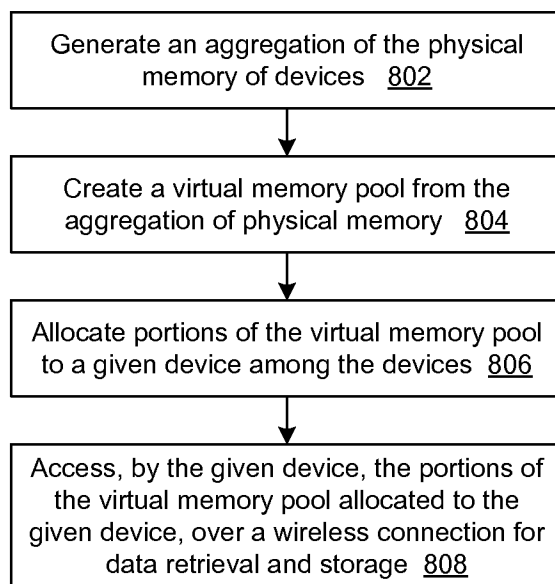 Generate an aggregation of the physical
memory of devices 802
Create a virtual memory pool from the
aggregation of physical memory 804
Allocate portions of the virtual memory pool
to a given device among the devices 806
Access, by the given device, the portions of
the virtual memory pool allocated to the
given device, over a wireless connection for
data retrieval and storage 808